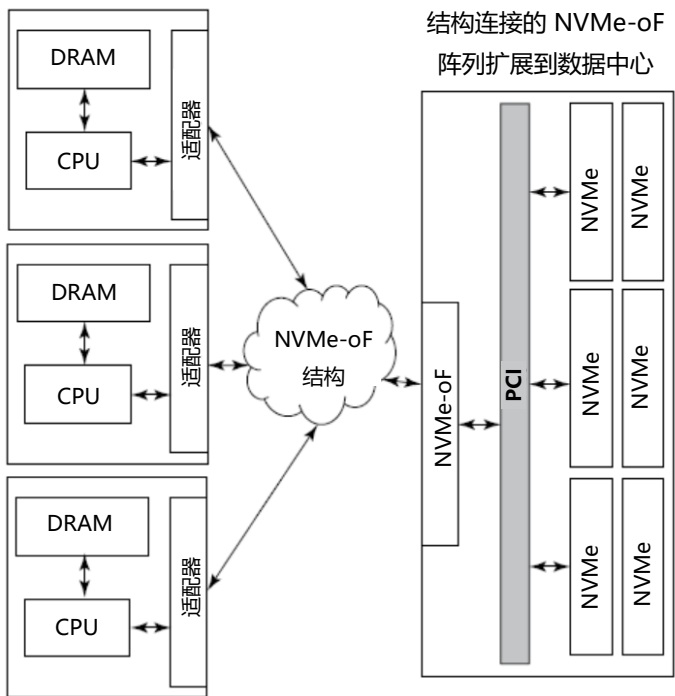 DRAM
CPU
适配器
DRAM
CPU
适配器
DRAM
CPU
适配器
NVMe-oF
结构
结构连接的 NVMe-oF
阵列扩展到数据中心
NVMe-oF
PCI
NVMe
NVMe
NVMe
NVMe
NVMe
NVMe